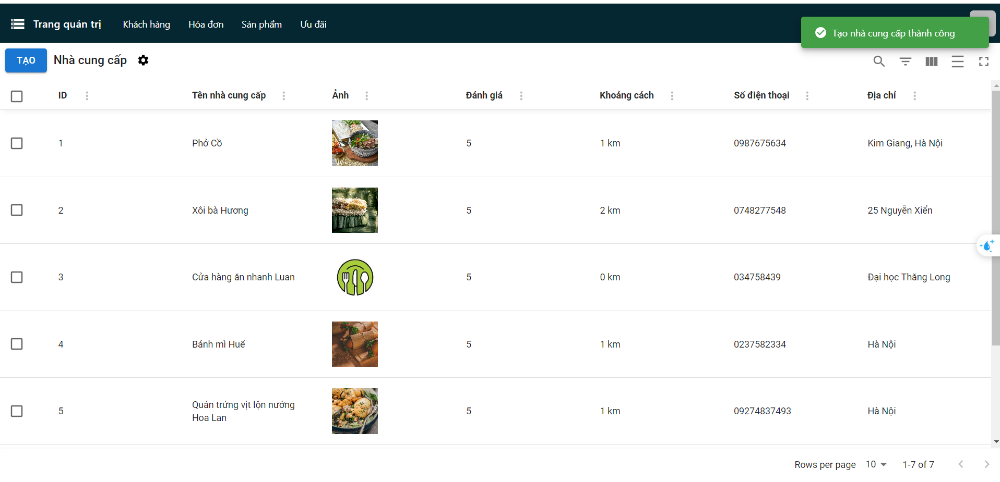 Trang quản trị Khách hàng Hóa đơn Sản phẩm Ưu đãi
Tạo nhà cung cấp thành công
TẠO Nhà cung cấp
ID Tên nhà cung cấp Ảnh Đánh giá Khoảng cách Số điện thoại Địa chỉ
1 Phở Cồ 5 1 km 0987675634 Kim Giang, Hà Nội
2 Xôi bà Hương 5 2 km 0748277548 25 Nguyễn Xiển
3 Cửa hàng ăn nhanh Luan 5 0 km 034758439 Đại học Thăng Long
4 Bánh mì Huế 5 1 km 0237582334 Hà Nội
5 Quán trứng vịt lộn nướng Hoa Lan 5 1 km 09274837493 Hà Nội
Rows per page 10 1-7 of 7